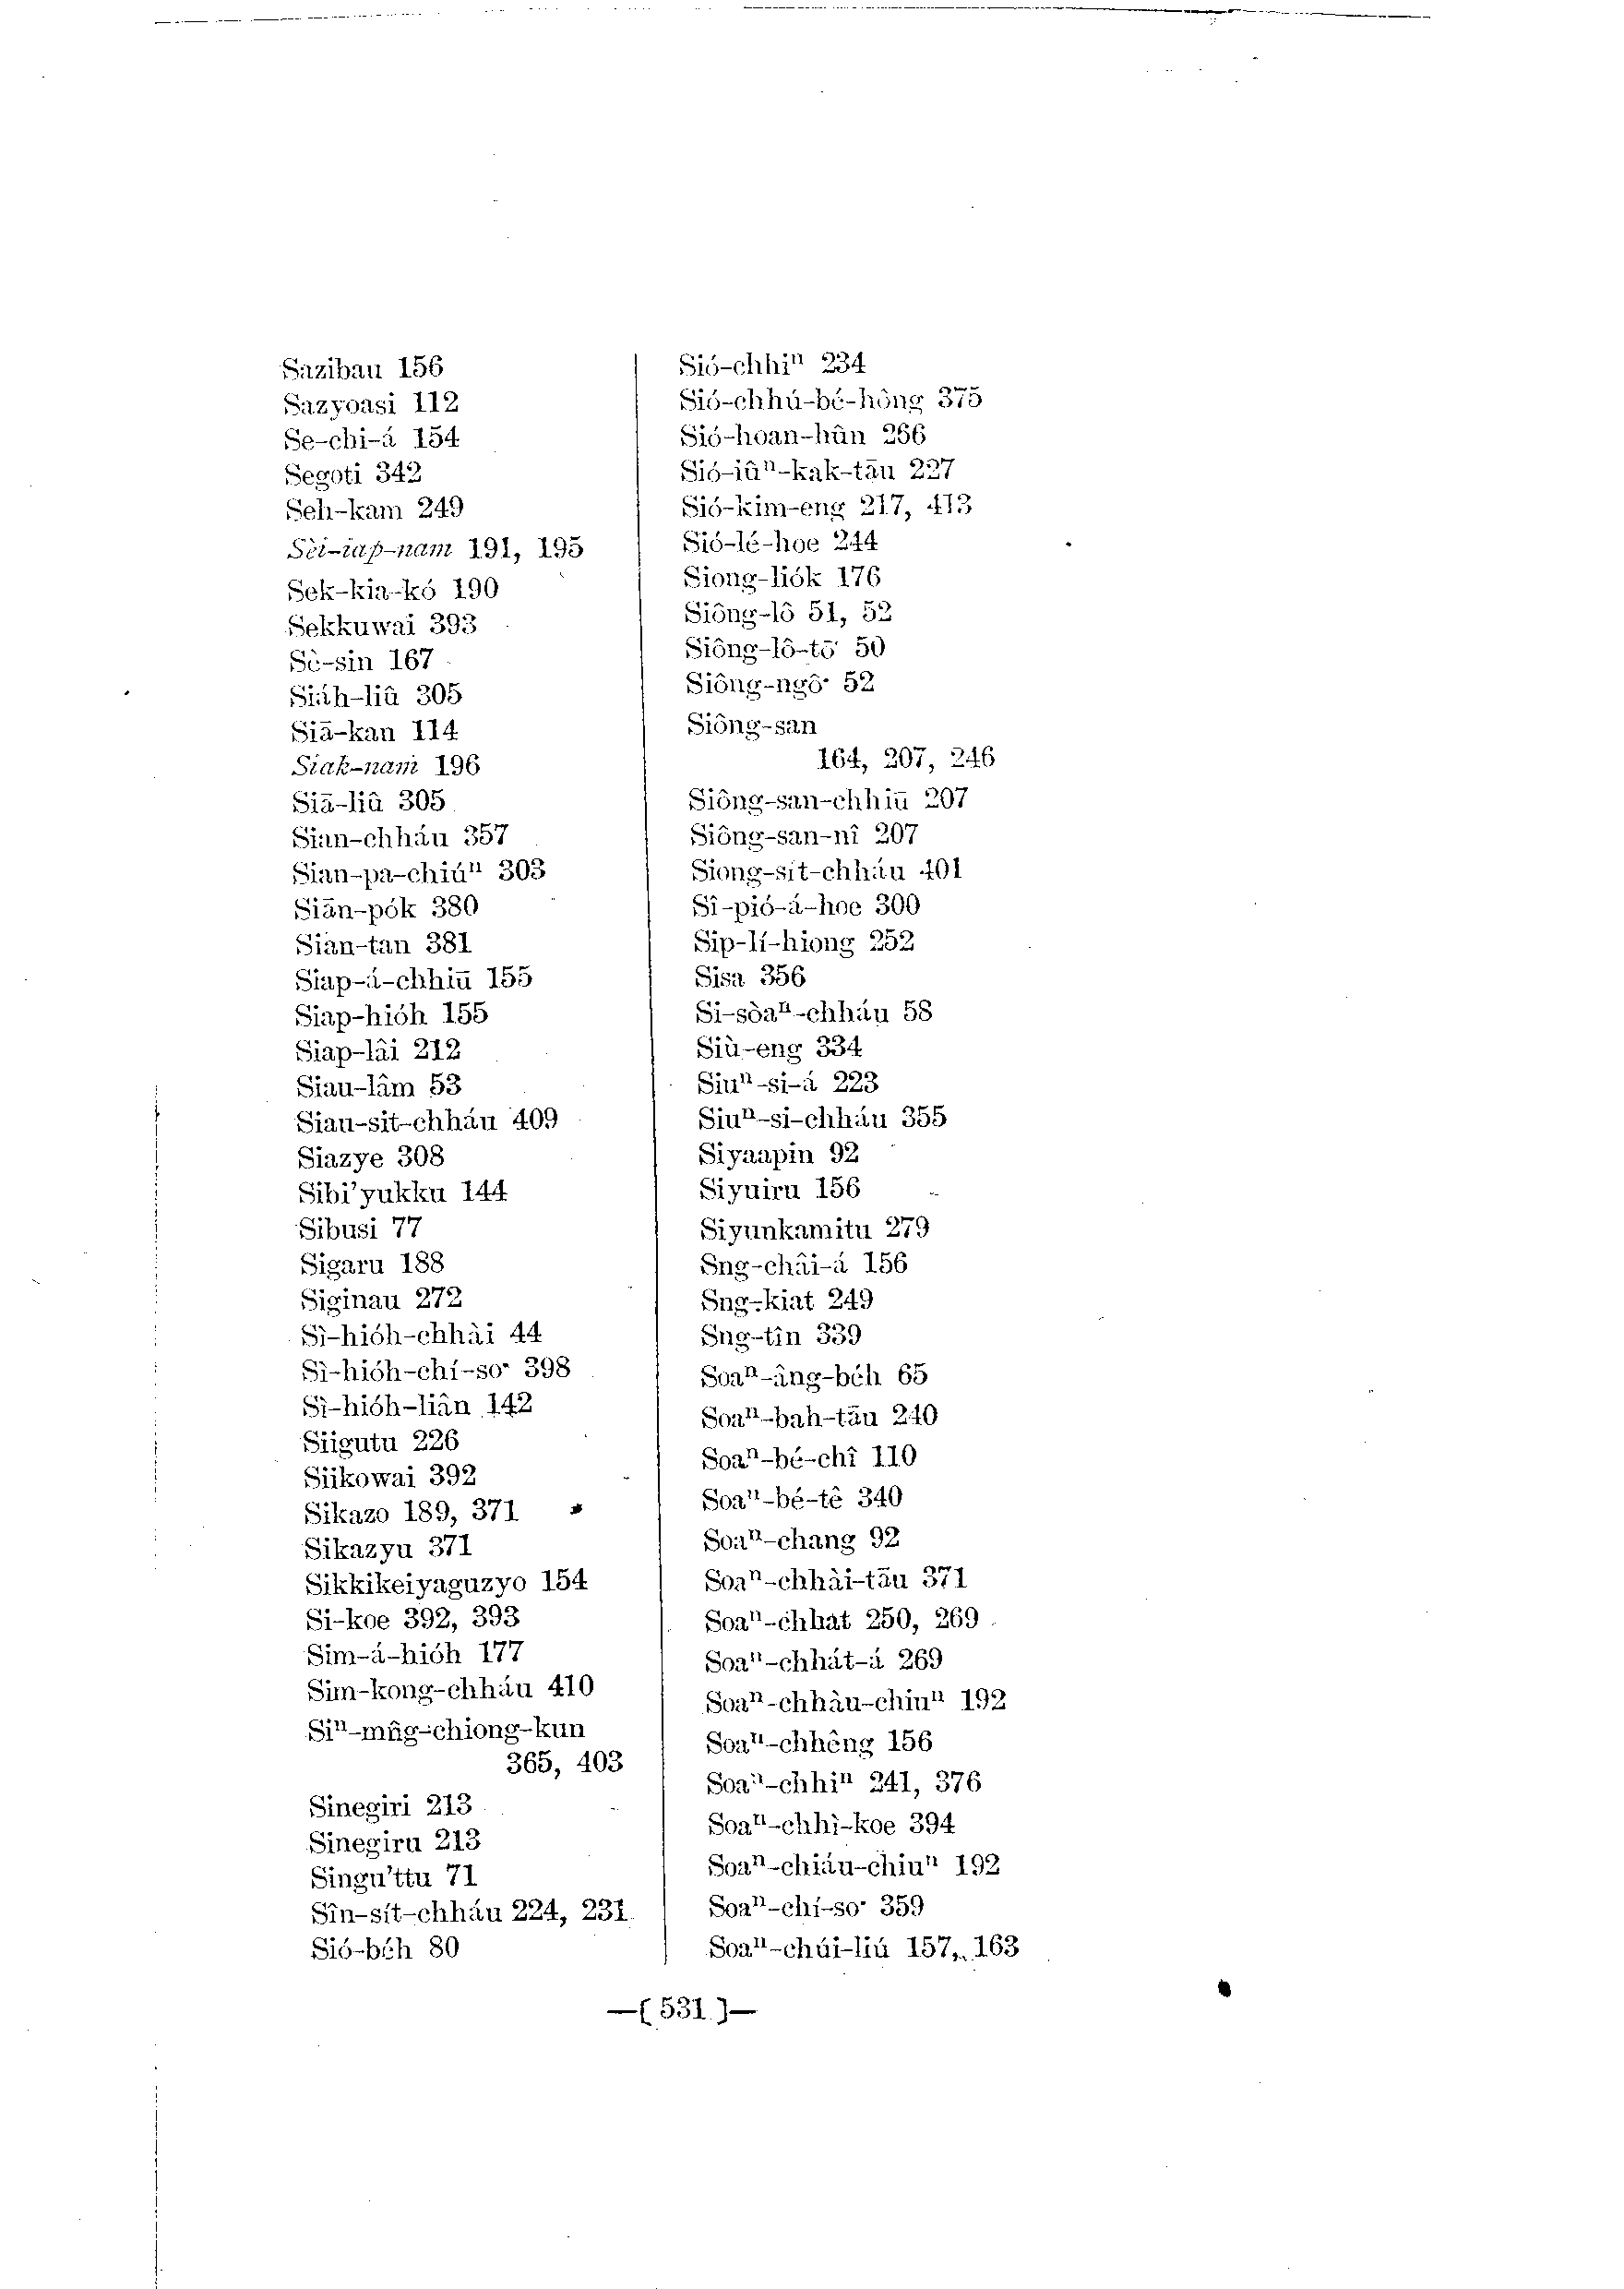 Sazibau 156
Sazyoasi 112
Se-chi-á 154
Segoti 342
Seh-kam 249
Sèi-iap-nam 191, 195
Sek-kia-kó 190
Sekkuwai 393
Sè-sin 167
Siáh-liû 305
Siā-kan 114
Siak-nam 196
Siā-liû 305
Sian-chháu 357
Sian-pa-chiúⁿ 303
Siān-pók 380
Sian-tan 381
Siap-á-chhiū 155
Siap-hióh 155
Siap-lâi 212
Siau-lâm 53
Siau-sit-chháu 409
Siazye 308
Sibi’yukku 144
Sibusi 77
Sigaru 188
Siginau 272
Sì-hióh-chhài 44
Sì-hióh-chí-so· 398
Sì-hióh-liân 142
Siigutu 226
Siikowai 392
Sikazo 189, 371
Sikazyu 371
Sikkikeiyaguzyo 154
Si-koe 392, 393
Sim-á-hióh 177
Sim-kong-chháu 410
Siⁿ-mn̂g-chiong-kun
365, 403
Sinegiri 213
Sinegiru 213
Singu’ttu 71
Sîn-sít-chháu 224, 231
Sió-béh 80
Sió-chhiⁿ 234
Sió-chhú-bé-hông 375
Sió-hoan-hûn 266
Sió-iûⁿ-kak-tāu 227
Sió-kim-eng 217, 413
Sió-lé-hoe 244
Siong-liók 176
Siông-lô 51, 52
Siông-lô-tō· 50
Siông-ngô· 52
Siông-san
164, 207, 246
Siông-san-chhiū 207
Siông-san-nî 207
Siong-sit-chháu 401
Sî-pió-á-hoe 300
Sip-lí-hiong 252
Sisa 356
Si-sòaⁿ-chháu 58
Siù-eng 334
Siuⁿ-si-á 223
Siuⁿ-si-chháu 355
Siyaapin 92
Siyuiru 156
Siyunkamitu 279
Sng-châi-á 156
Sng-kiat 249
Sng-tîn 339
Soaⁿ-âng-béh 65
Soaⁿ-bah-tāu 240
Soaⁿ-bé-chî 110
Soaⁿ-bé-tê 340
Soaⁿ-chang 92
Soaⁿ-chhài-tāu 371
Soaⁿ-chhat 250, 269
Soaⁿ-chhát-á 269
Soaⁿ-chhàu-chiuⁿ 192
Soaⁿ-chhêng 156
Soaⁿ-chhiⁿ 241, 376
Soaⁿ-chhì-koe 394
Soaⁿ-chiáu-chiuⁿ 192
Soaⁿ-chí-so· 359
Soaⁿ-chúi-liú 157, 163
—[ 531 ]—